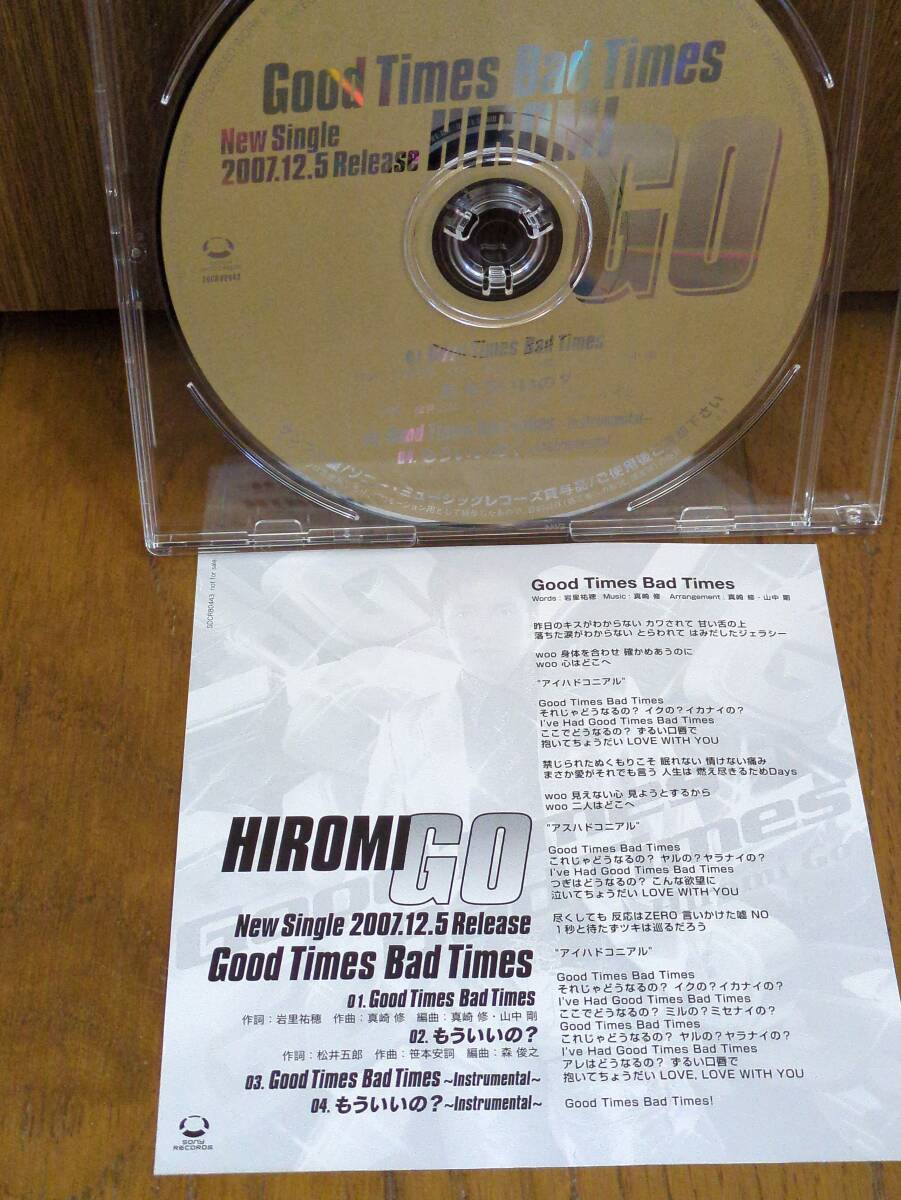 Good Times Bad Times
HIROMI
GO
New Single
2007.12.5 Release
01. Good Times Bad Times
SDCR80443 not for sale
HIROMI GO
New Single 2007.12.5 Release
Good Times Bad Times
01. Good Times Bad Times
作詞：岩里祐穂 作曲：真崎 修 編曲：真崎 修・山中 剛
02. もういいの？
作詞：松井五郎 作曲：笹本安詞 編曲：森 俊之
03. Good Times Bad Times ~Instrumental~
04. もういいの？~Instrumental~
SONY RECORDS
Good Times Bad Times
Words：岩里祐穂 Music：真崎 修 Arrangement：真崎 修・山中 剛
昨日のキスがわからない カワされて 甘い舌の上
落ちた涙がわからない とらわれて はみだしたジェラシー
woo 身体を合わせ 確かめあうのに
woo 心はどこへ
"アイハドコニアル"
Good Times Bad Times
それじゃどうなるの？ イクの？イカナイの？
I've Had Good Times Bad Times
ここでどうなるの？ ずるい口唇で
抱いてちょうだい LOVE WITH YOU
禁じられたぬくもりこそ 眠れない 情けない痛み
まさか愛がそれでも言う 人生は 燃え尽きるためDays
woo 見えない心 見ようとするから
woo 二人はどこへ
"アスハドコニアル"
Good Times Bad Times
これじゃどうなるの？ ヤルの？ヤラナイの？
I've Had Good Times Bad Times
つぎはどうなるの？ こんな欲望に
泣いてちょうだい LOVE WITH YOU
尽くしても 反応はZERO 言いかけた嘘 NO
1秒と待たずツキは巡るだろう
"アイハドコニアル"
Good Times Bad Times
それじゃどうなるの？ イクの？イカナイの？
I've Had Good Times Bad Times
ここでどうなるの？ ミルの？ミセナイの？
Good Times Bad Times
これじゃどうなるの？ ヤルの？ヤラナイの？
I've Had Good Times Bad Times
アレはどうなるの？ ずるい口唇で
抱いてちょうだい LOVE, LOVE WITH YOU
Good Times Bad Times!